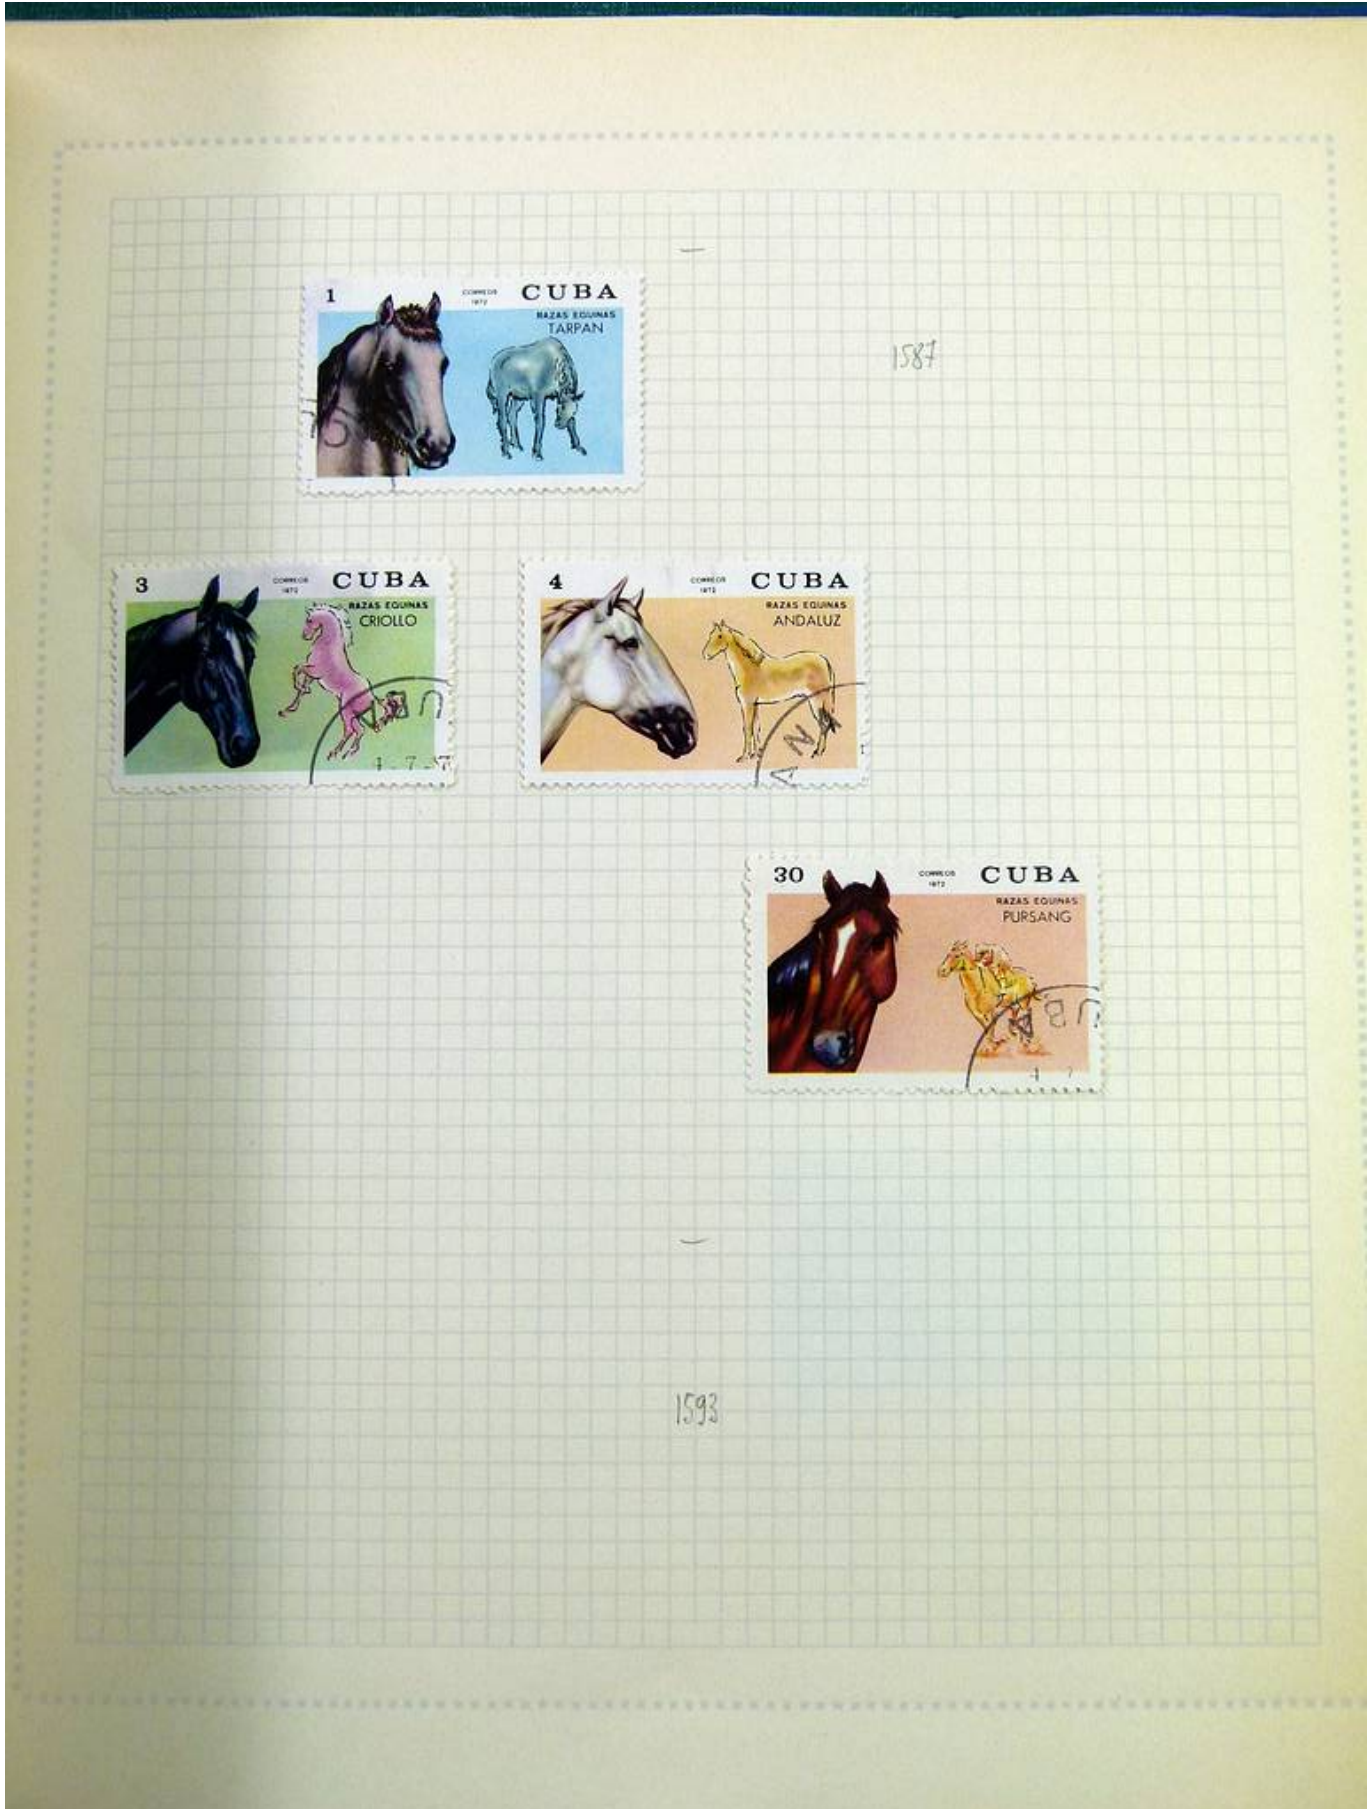 1 CORREOS 1972 CUBA
RAZAS EQUINAS
TARPAN
1587
3 CORREOS 1972 CUBA
RAZAS EQUINAS
CRIOLLO
4 CORREOS 1972 CUBA
RAZAS EQUINAS
ANDALUZ
30 CORREOS 1972 CUBA
RAZAS EQUINAS
PURSANG
1593